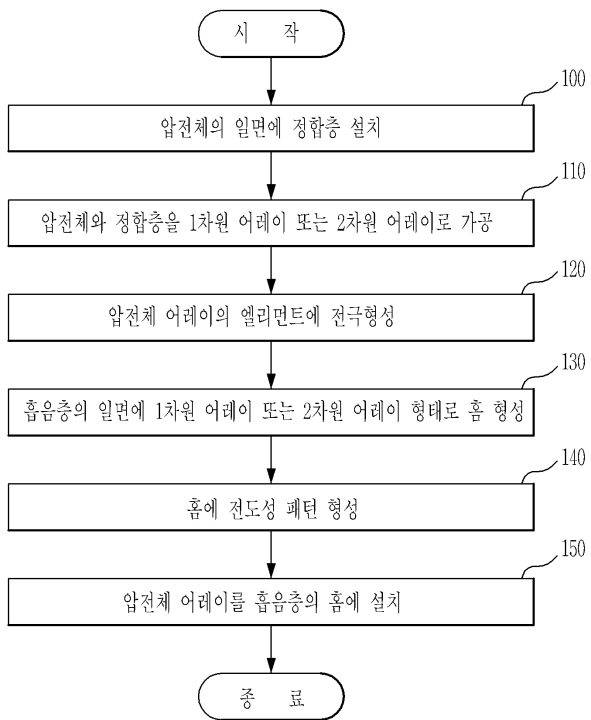 시 작
100
압전체의 일면에 정합층 설치
110
압전체와 정합층을 1차원 어레이 또는 2차원 어레이로 가공
120
압전체 어레이의 엘리먼트에 전극형성
130
흡음층의 일면에 1차원 어레이 또는 2차원 어레이 형태로 홈 형성
140
홈에 전도성 패턴 형성
150
압전체 어레이를 흡음층의 홈에 설치
종 료